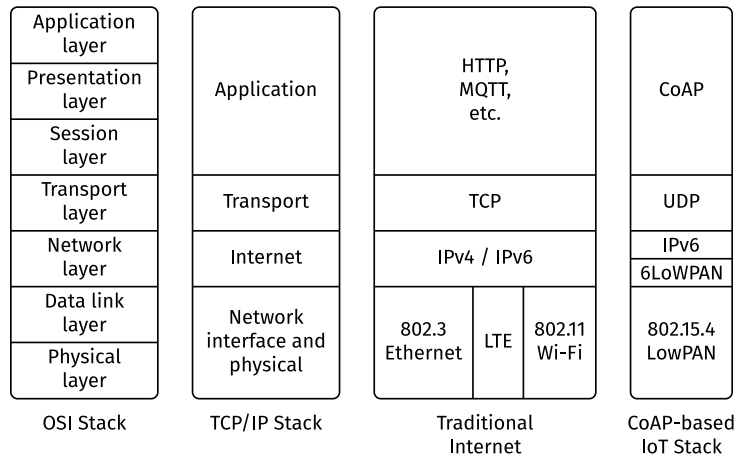 Application
layer
Presentation
layer
Session
layer
Transport
layer
Network
layer
Data link
layer
Physical
layer
OSI Stack
Application
Transport
Internet
Network
interface and
physical
TCP/IP Stack
HTTP,
MQTT,
etc.
TCP
IPv4 / IPv6
802.3
Ethernet
LTE
802.11
Wi-Fi
Traditional
Internet
CoAP
UDP
IPv6
6LoWPAN
802.15.4
LowPAN
CoAP-based
IoT Stack